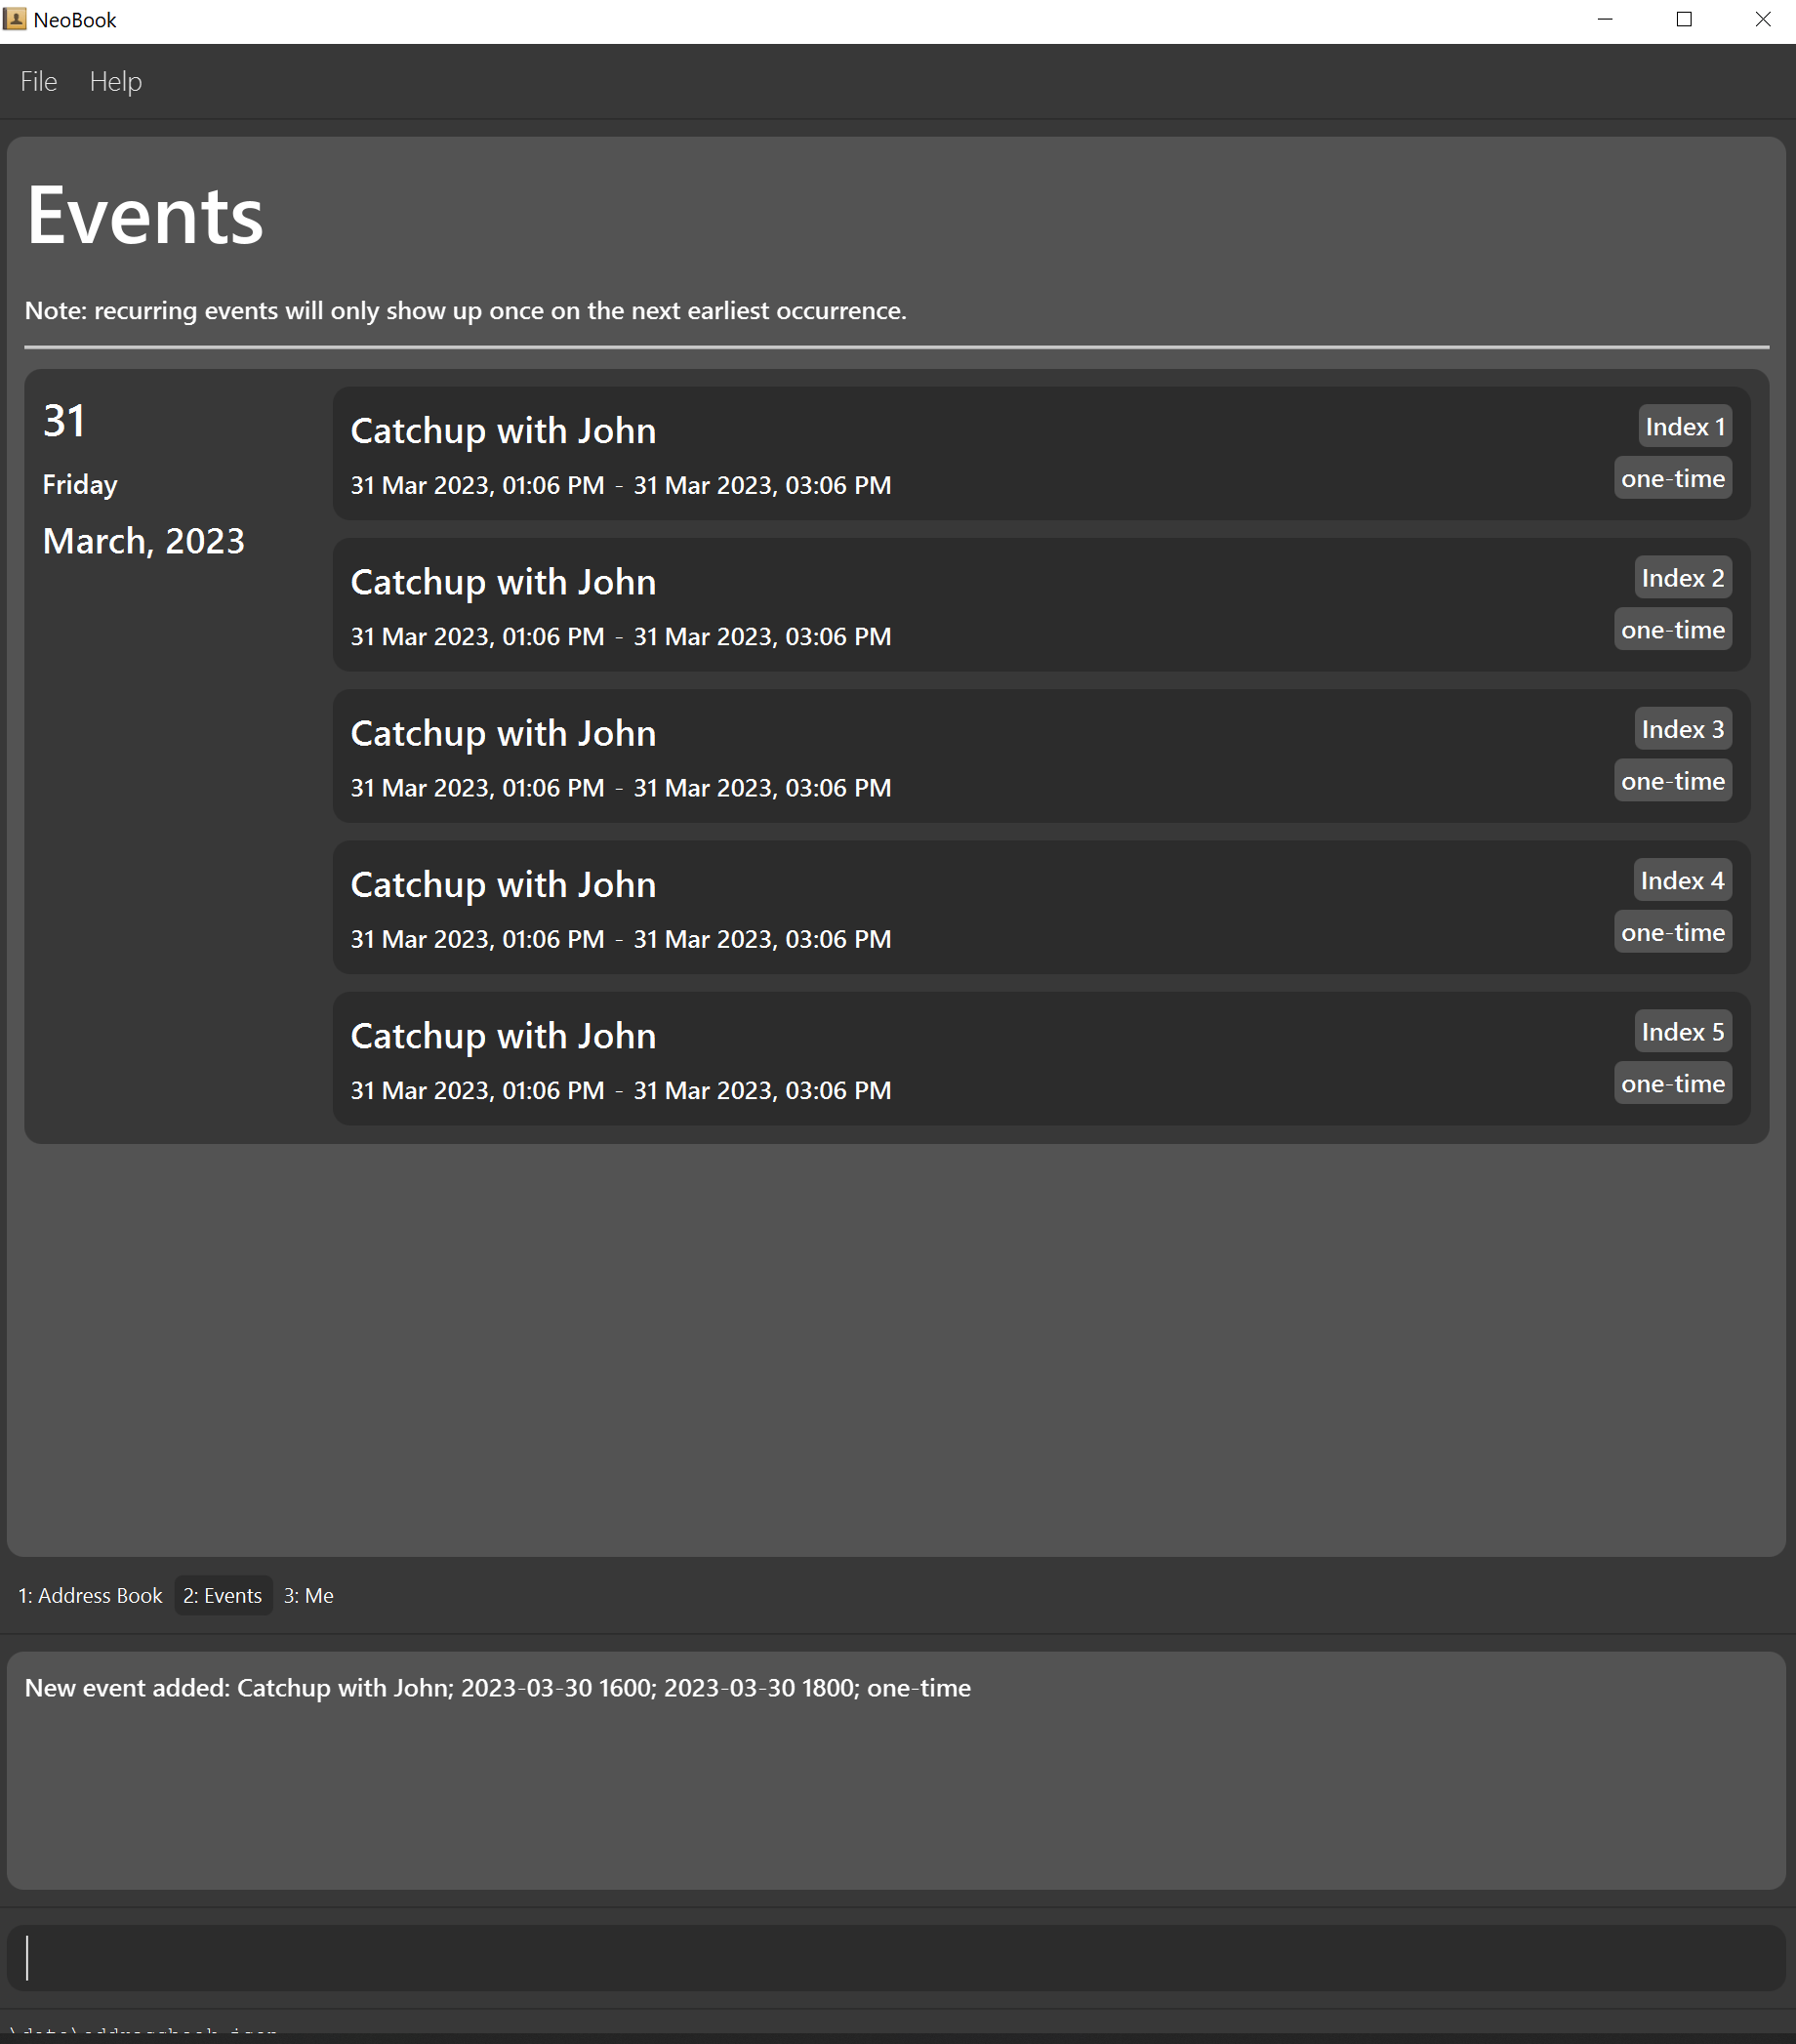 NeoBook
File Help
Events
Note: recurring events will only show up once on the next earliest occurrence.
31
Friday
March, 2023
Catchup with John
Index 1
31 Mar 2023, 01:06 PM - 31 Mar 2023, 03:06 PM
one-time
Catchup with John
Index 2
31 Mar 2023, 01:06 PM - 31 Mar 2023, 03:06 PM
one-time
Catchup with John
Index 3
31 Mar 2023, 01:06 PM - 31 Mar 2023, 03:06 PM
one-time
Catchup with John
Index 4
31 Mar 2023, 01:06 PM - 31 Mar 2023, 03:06 PM
one-time
Catchup with John
Index 5
31 Mar 2023, 01:06 PM - 31 Mar 2023, 03:06 PM
one-time
1: Address Book 2: Events 3: Me
New event added: Catchup with John; 2023-03-30 1600; 2023-03-30 1800; one-time